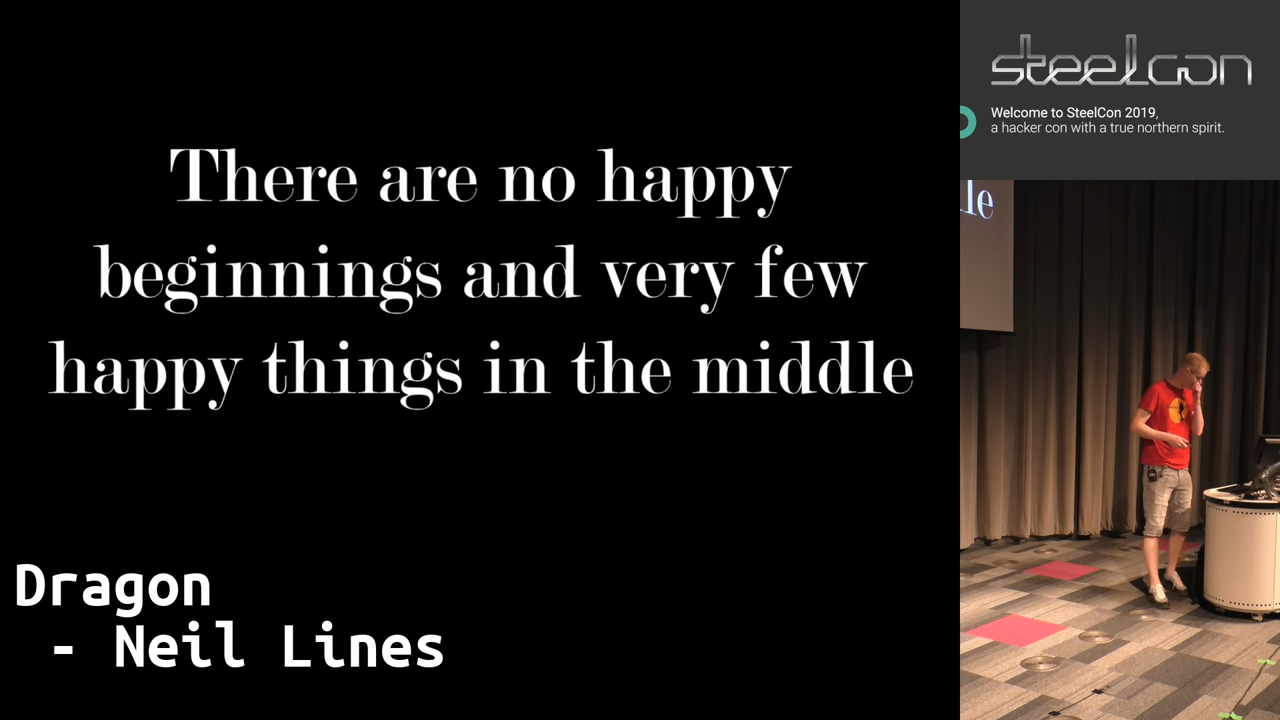 There are no happy
beginnings and very few
happy things in the middle
Dragon
- Neil Lines
steelcon
Welcome to SteelCon 2019,
a hacker con with a true northern spirit.
le